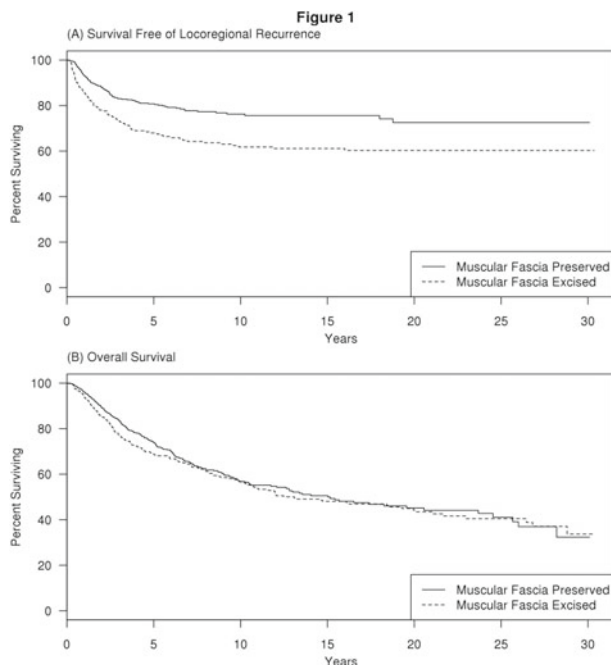 Figure 1
(A) Survival Free of Locoregional Recurrence
100
80
60
40
20
0
Percent Surviving
Muscular Fascia Preserved
Muscular Fascia Excised
0 5 10 15 20 25 30
Years
(B) Overall Survival
100
80
60
40
20
0
Percent Surviving
Muscular Fascia Preserved
Muscular Fascia Excised
0 5 10 15 20 25 30
Years